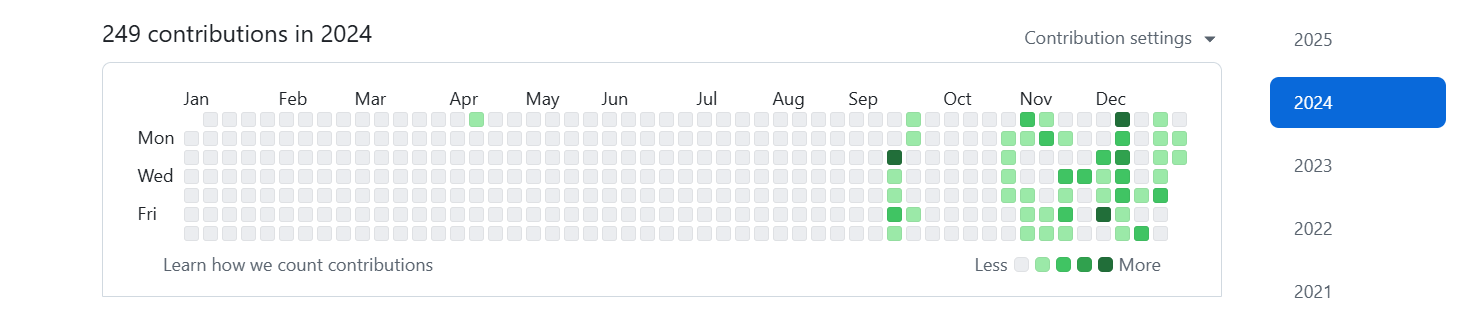 249 contributions in 2024
Contribution settings
Jan Feb Mar Apr May Jun Jul Aug Sep Oct Nov Dec
Mon
Wed
Fri
Learn how we count contributions
Less More
2025
2024
2023
2022
2021